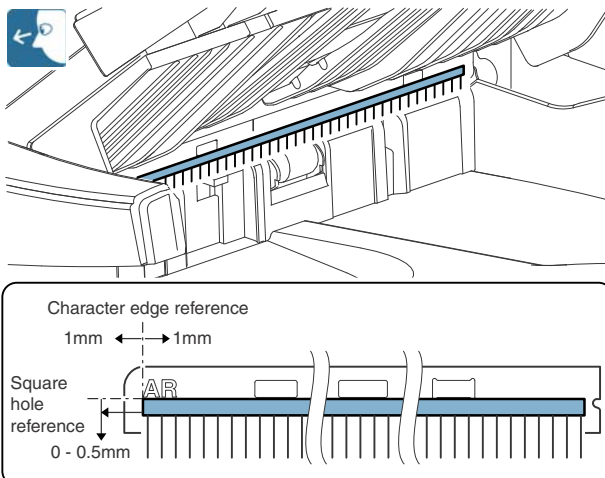 Character edge reference
1mm 1mm
AR
Square
hole
reference
0 - 0.5mm